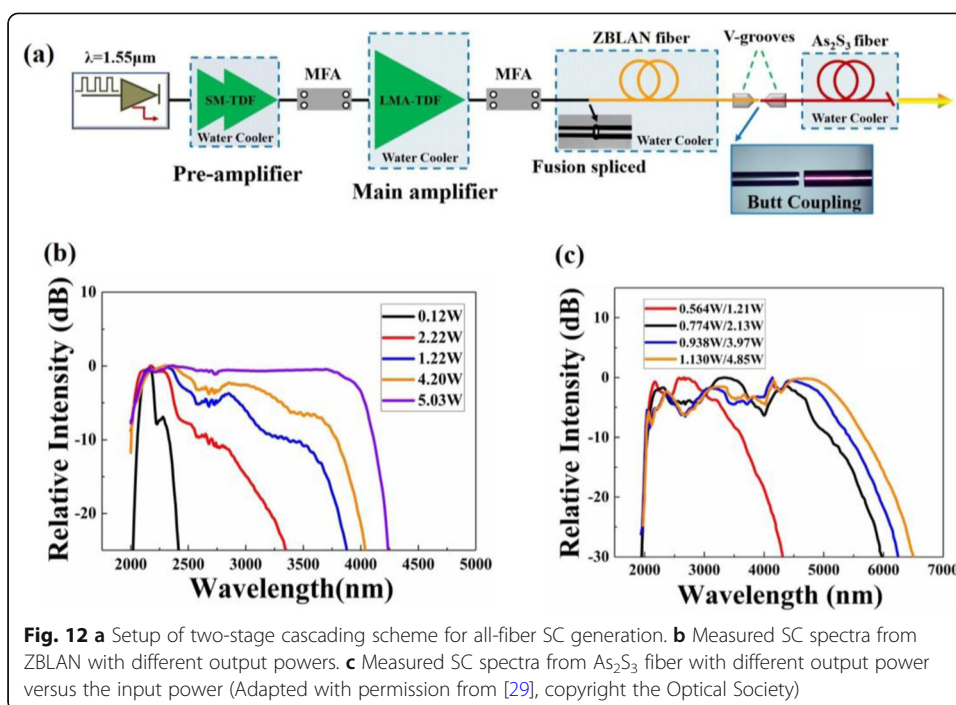 (a)
λ=1.55μm
SM-TDF
Water Cooler
Pre-amplifier
MFA
LMA-TDF
Water Cooler
Main amplifier
MFA
ZBLAN fiber
Water Cooler
Fusion spliced
V-grooves
As₂S₃ fiber
Water Cooler
Butt Coupling
(b)
Relative Intensity (dB)
10
0
-10
-20
2000 2500 3000 3500 4000 4500 5000
Wavelength(nm)
0.12W
2.22W
1.22W
4.20W
5.03W
(c)
Relative Intensity (dB)
10
0
-10
-20
-30
2000 3000 4000 5000 6000 7000
Wavelength (nm)
0.564W/1.21W
0.774W/2.13W
0.938W/3.97W
1.130W/4.85W
Fig. 12 a Setup of two-stage cascading scheme for all-fiber SC generation. b Measured SC spectra from
ZBLAN with different output powers. c Measured SC spectra from As₂S₃ fiber with different output power
versus the input power (Adapted with permission from [29], copyright the Optical Society)